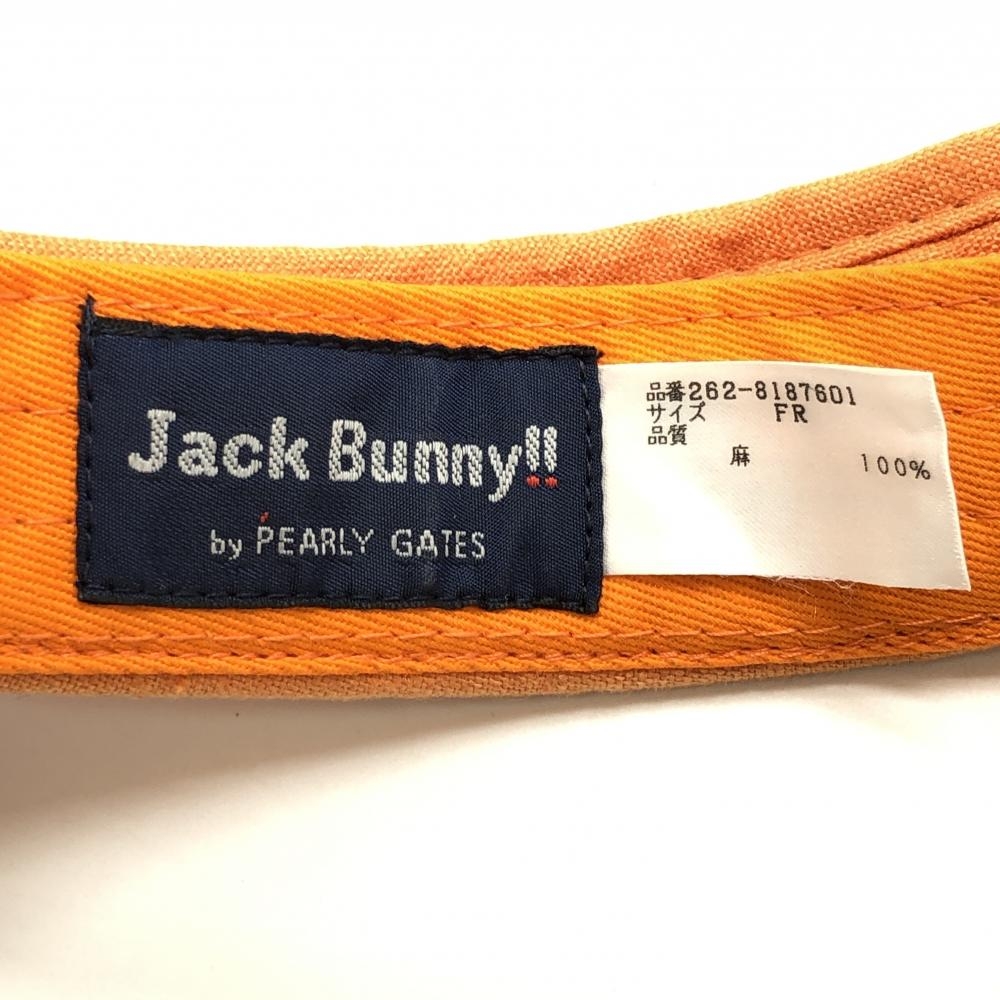 Jack Bunny!!
by PEARLY GATES
品番262-8187601
サイズ FR
品質
麻 100%